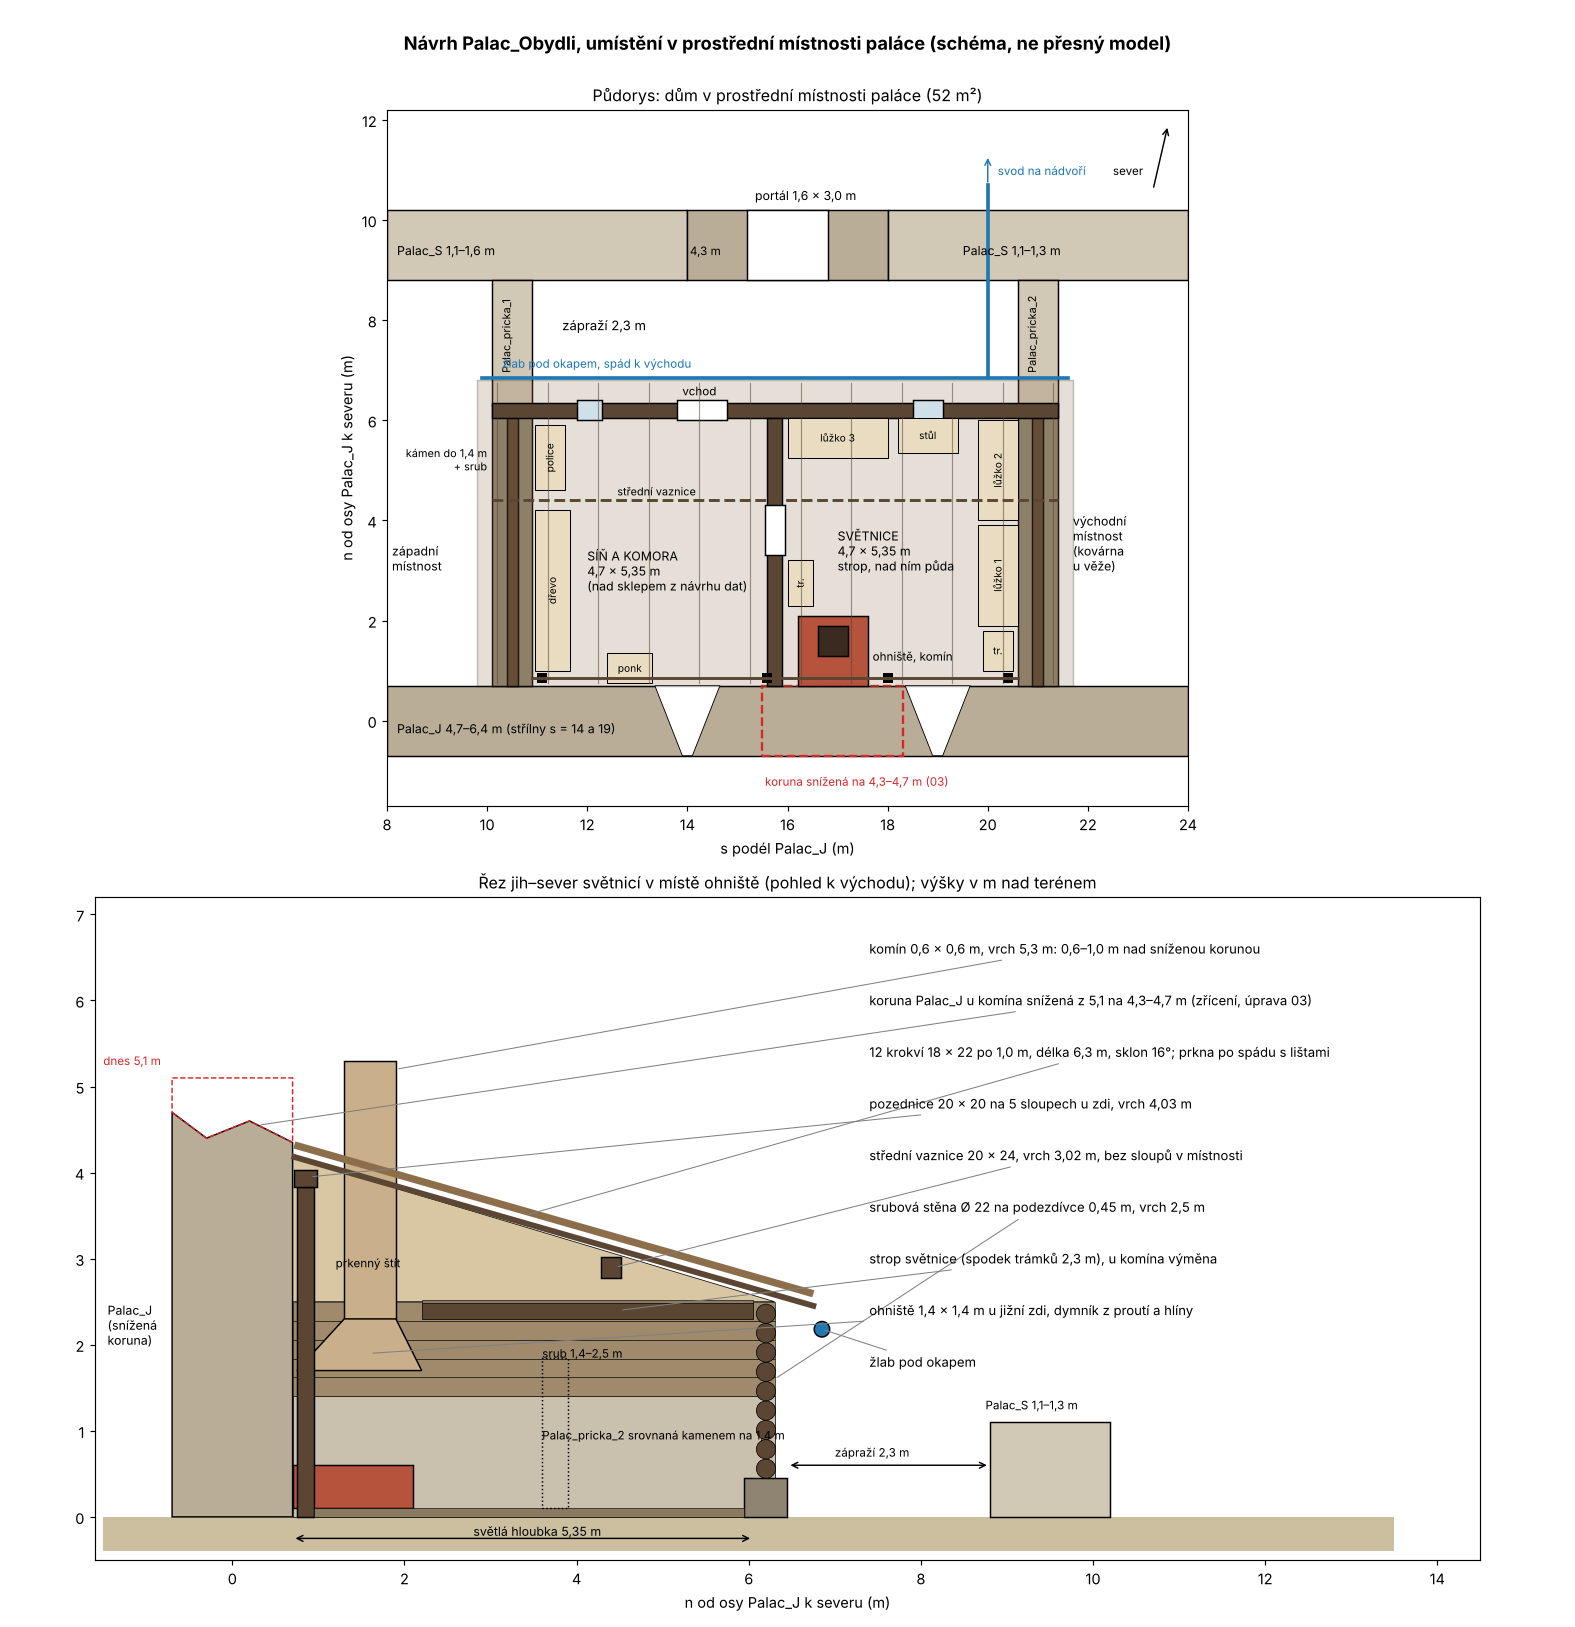 Návrh Palac_Obydli, umístění v prostřední místnosti paláce (schéma, ne přesný model)
Půdorys: dům v prostřední místnosti paláce (52 m²)
12
10
8
6
4
2
0
n od osy Palac_J k severu (m)
svod na nádvoří
sever
portál 1,6 × 3,0 m
Palac_S 1,1–1,6 m
4,3 m
Palac_S 1,1–1,3 m
Palac_pricka_1
Palac_pricka_2
zápraží 2,3 m
žlab pod okapem, spád k východu
vchod
kámen do 1,4 m
+ srub
police
lůžko 3
stůl
lůžko 2
střední vaznice
západní
místnost
SÍŇ A KOMORA
4,7 × 5,35 m
(nad sklepem z návrhu dat)
SVĚTNICE
4,7 × 5,35 m
strop, nad ním půda
východní
místnost
(kovárna
u věže)
dřevo
tr.
lůžko 1
tr.
ponk
ohniště, komín
Palac_J 4,7–6,4 m (střílny s = 14 a 19)
koruna snížená na 4,3–4,7 m (03)
8
10
12
14
16
18
20
22
24
s podél Palac_J (m)
Řez jih–sever světnicí v místě ohniště (pohled k východu); výšky v m nad terénem
7
6
5
4
3
2
1
0
komín 0,6 × 0,6 m, vrch 5,3 m: 0,6–1,0 m nad sníženou korunou
koruna Palac_J u komína snížená z 5,1 na 4,3–4,7 m (zřícení, úprava 03)
dnes 5,1 m
12 krokví 18 × 22 po 1,0 m, délka 6,3 m, sklon 16°; prkna po spádu s lištami
pozednice 20 × 20 na 5 sloupech u zdi, vrch 4,03 m
střední vaznice 20 × 24, vrch 3,02 m, bez sloupů v místnosti
srubová stěna Ø 22 na podezdívce 0,45 m, vrch 2,5 m
strop světnice (spodek trámků 2,3 m), u komína výměna
prkenný štít
ohniště 1,4 × 1,4 m u jižní zdi, dymník z proutí a hlíny
Palac_J
(snížená
koruna)
žlab pod okapem
srub 1,4–2,5 m
Palac_S 1,1–1,3 m
Palac_pricka_2 srovnaná kamenem na 1,4 m
zápraží 2,3 m
světlá hloubka 5,35 m
0
2
4
6
8
10
12
14
n od osy Palac_J k severu (m)